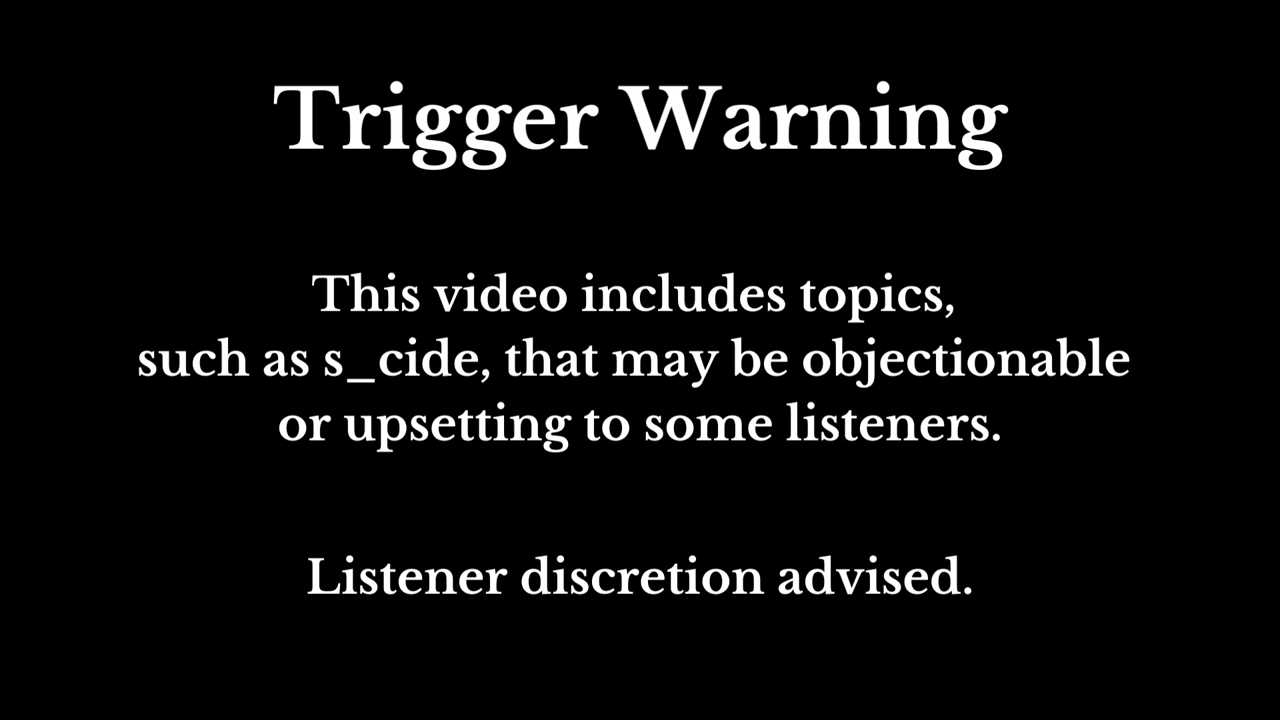 Trigger Warning
This video includes topics,
such as s_cide, that may be objectionable
or upsetting to some listeners.
Listener discretion advised.